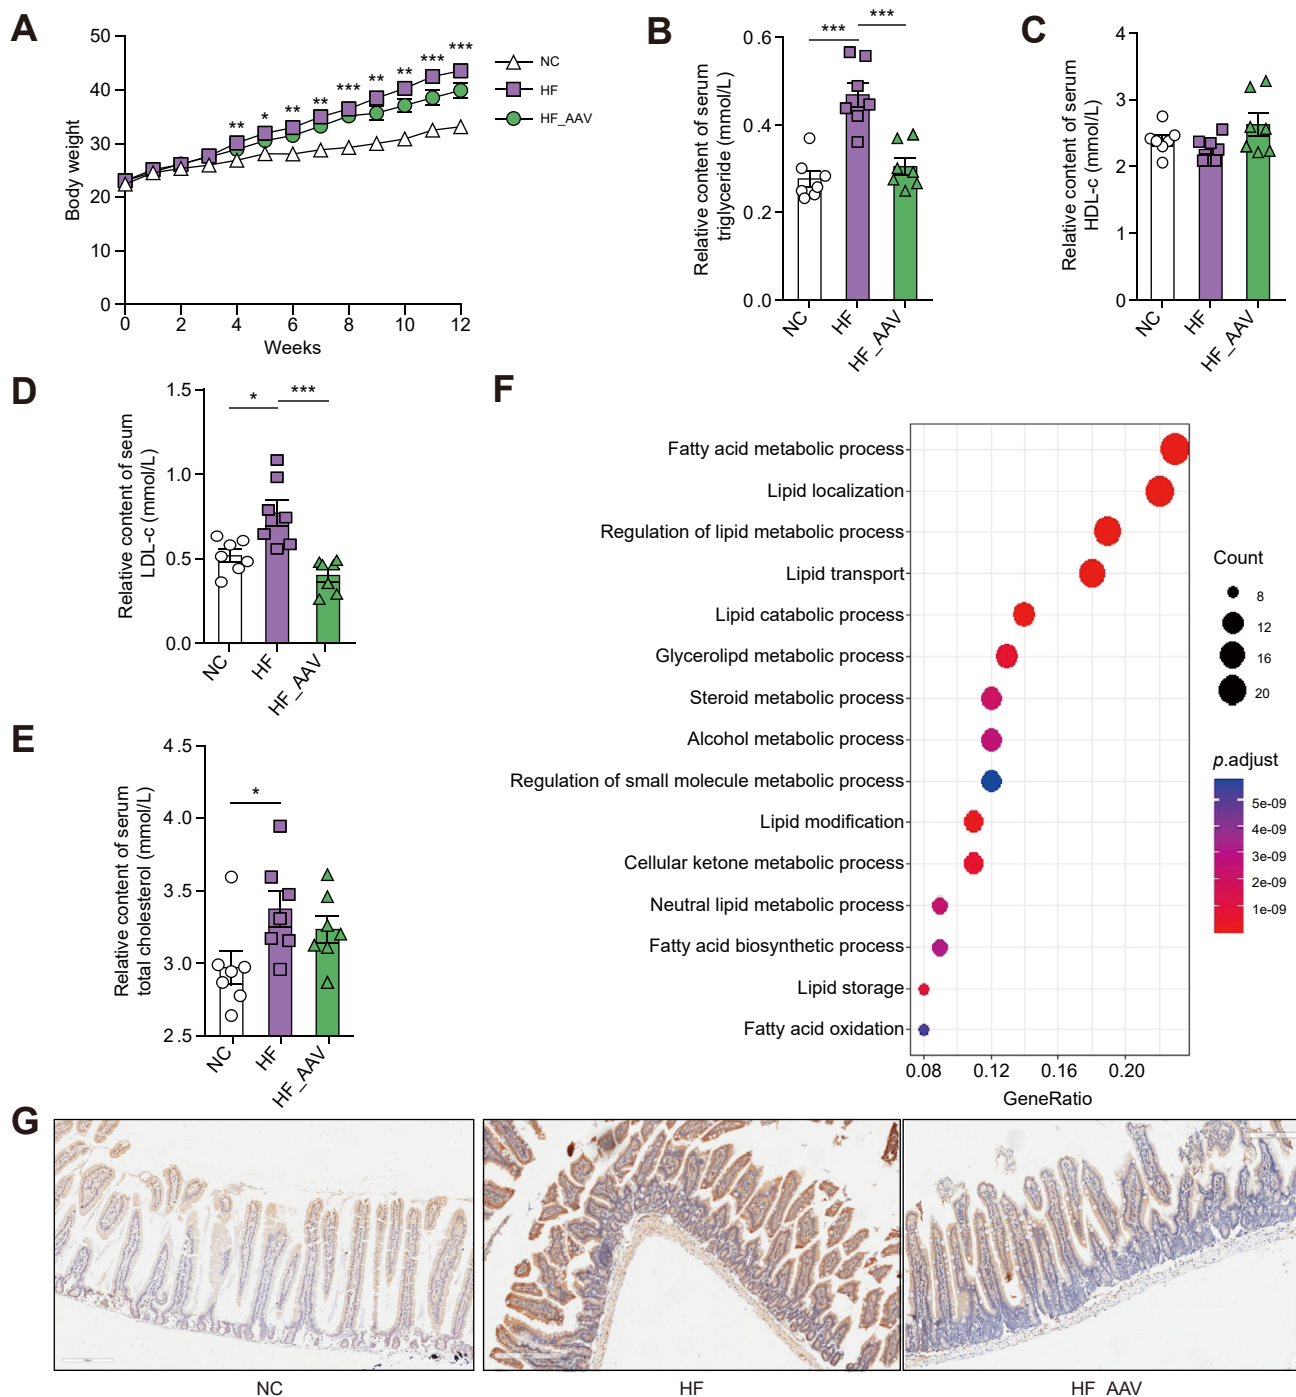 A
50
40
30
20
10
0
Body weight
0 2 4 6 8 10 12
Weeks
** * ** ** *** ** ** *** ***
NC
HF
HF_AAV
B
Relative content of serum
triglyceride (mmol/L)
0.6
0.4
0.2
0.0
*** ***
NC HF HF_AAV
C
Relative content of serum
HDL-c (mmol/L)
4
3
2
1
0
NC HF HF_AAV
D
Relative content of seum
LDL-c (mmol/L)
1.5
1.0
0.5
0.0
* ***
NC HF HF_AAV
E
Relative content of serum
total cholesterol (mmol/L)
4.5
4.0
3.5
3.0
2.5
*
NC HF HF_AAV
F
Fatty acid metabolic process
Lipid localization
Regulation of lipid metabolic process
Lipid transport
Lipid catabolic process
Glycerolipd metabolic process
Steroid metabolic process
Alcohol metabolic process
Regulation of small molecule metabolic process
Lipid modification
Cellular ketone metabolic process
Neutral lipid metabolic process
Fatty acid biosynthetic process
Lipid storage
Fatty acid oxidation
0.08 0.12 0.16 0.20
GeneRatio
Count
8
12
16
20
p.adjust
5e-09
4e-09
3e-09
2e-09
1e-09
G
NC HF HF_AAV